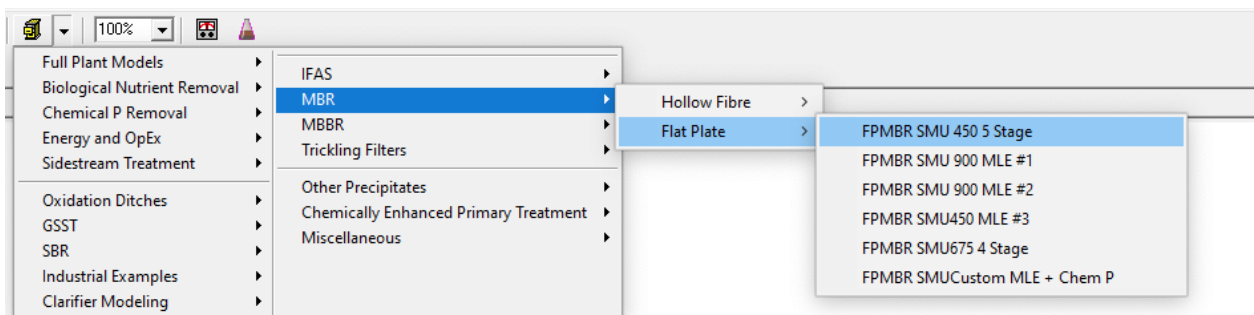 100%
Full Plant Models
Biological Nutrient Removal
Chemical P Removal
Energy and OpEx
Sidestream Treatment
Oxidation Ditches
GSST
SBR
Industrial Examples
Clarifier Modeling
IFAS
MBR
MBBR
Trickling Filters
Other Precipitates
Chemically Enhanced Primary Treatment
Miscellaneous
Hollow Fibre
Flat Plate
FPMBR SMU 450 5 Stage
FPMBR SMU 900 MLE #1
FPMBR SMU 900 MLE #2
FPMBR SMU450 MLE #3
FPMBR SMU675 4 Stage
FPMBR SMUCustom MLE + Chem P